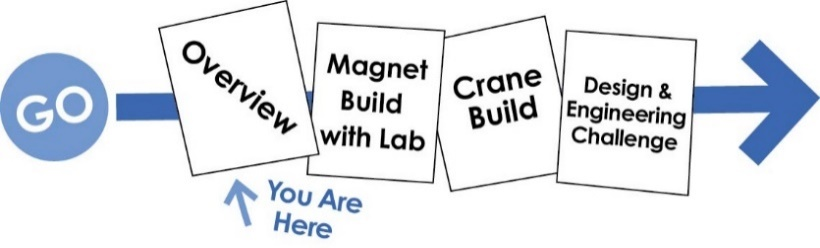 GO
Overview
Magnet
Build
with Lab
Crane
Build
Design &
Engineering
Challenge
You Are
Here